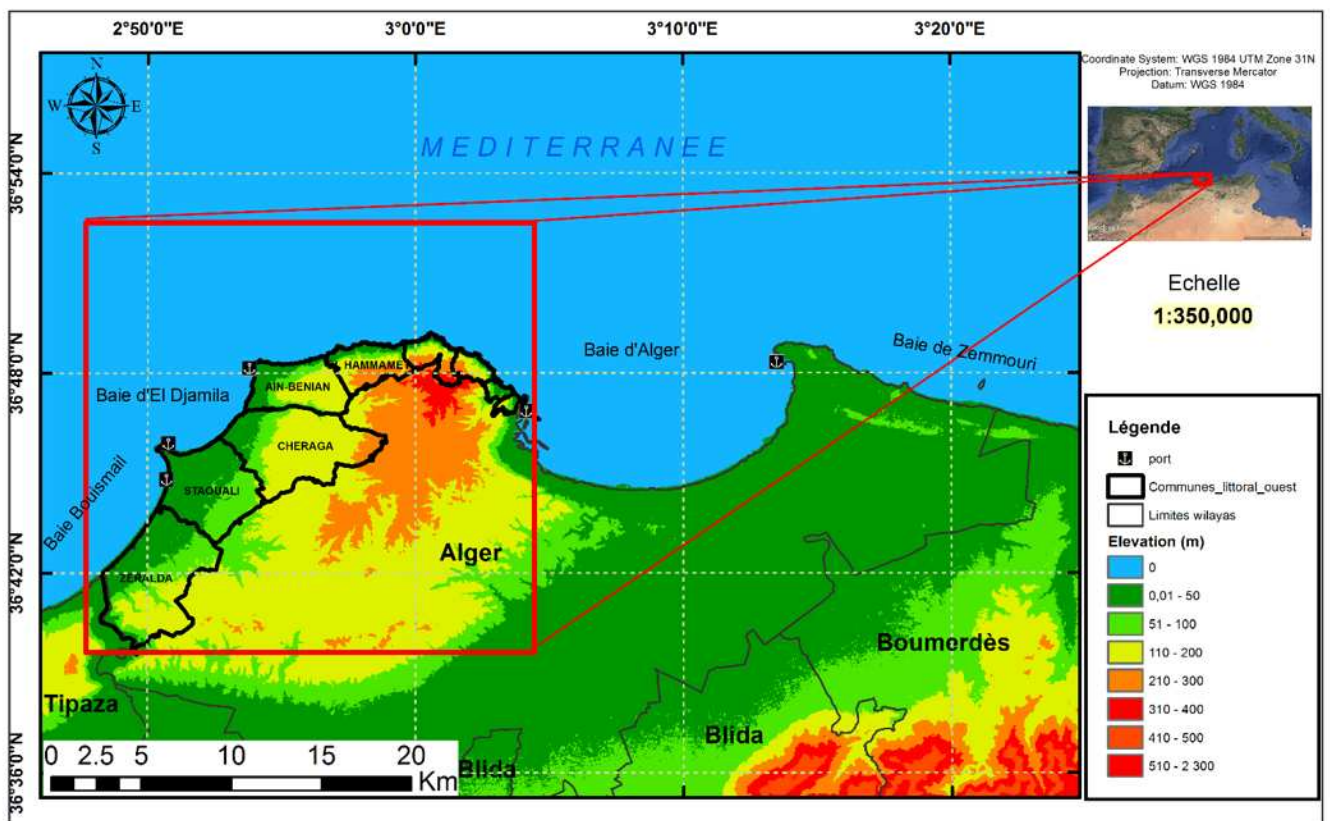 2°50'0"E 3°0'0"E 3°10'0"E 3°20'0"E
Coordinate System: WGS 1984 UTM Zone 31N
Projection: Transverse Mercator
Datum: WGS 1984
N
W E
S
MEDITERRANEE
36°54'0"N
36°48'0"N
36°42'0"N
36°36'0"N
Baie d'Alger
Baie de Zemmouri
HAMMAMET
AIN-BENIAN
Baie d'El Djamila
CHERAGA
STAOUALI
Baie Bouismail
ZERALDA
Alger
Boumerdès
Tipaza
Blida
Blida
0 2.5 5 10 15 20
Km
Echelle
1:350,000
Légende
port
Communes_littoral_ouest
Limites wilayas
Elevation (m)
0
0,01 - 50
51 - 100
110 - 200
210 - 300
310 - 400
410 - 500
510 - 2 300